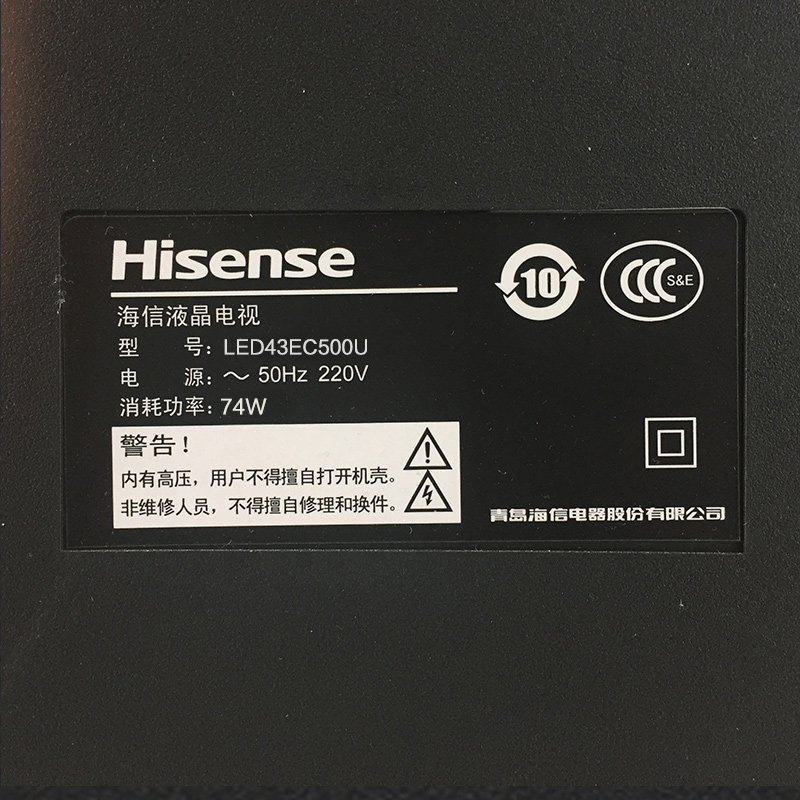 Hisense
海信液晶电视
型 号：LED43EC500U
电 源：～ 50Hz 220V
消耗功率：74W
警告！
内有高压，用户不得擅自打开机壳。
非维修人员，不得擅自修理和换件。
10
CCC S&E
青岛海信电器股份有限公司